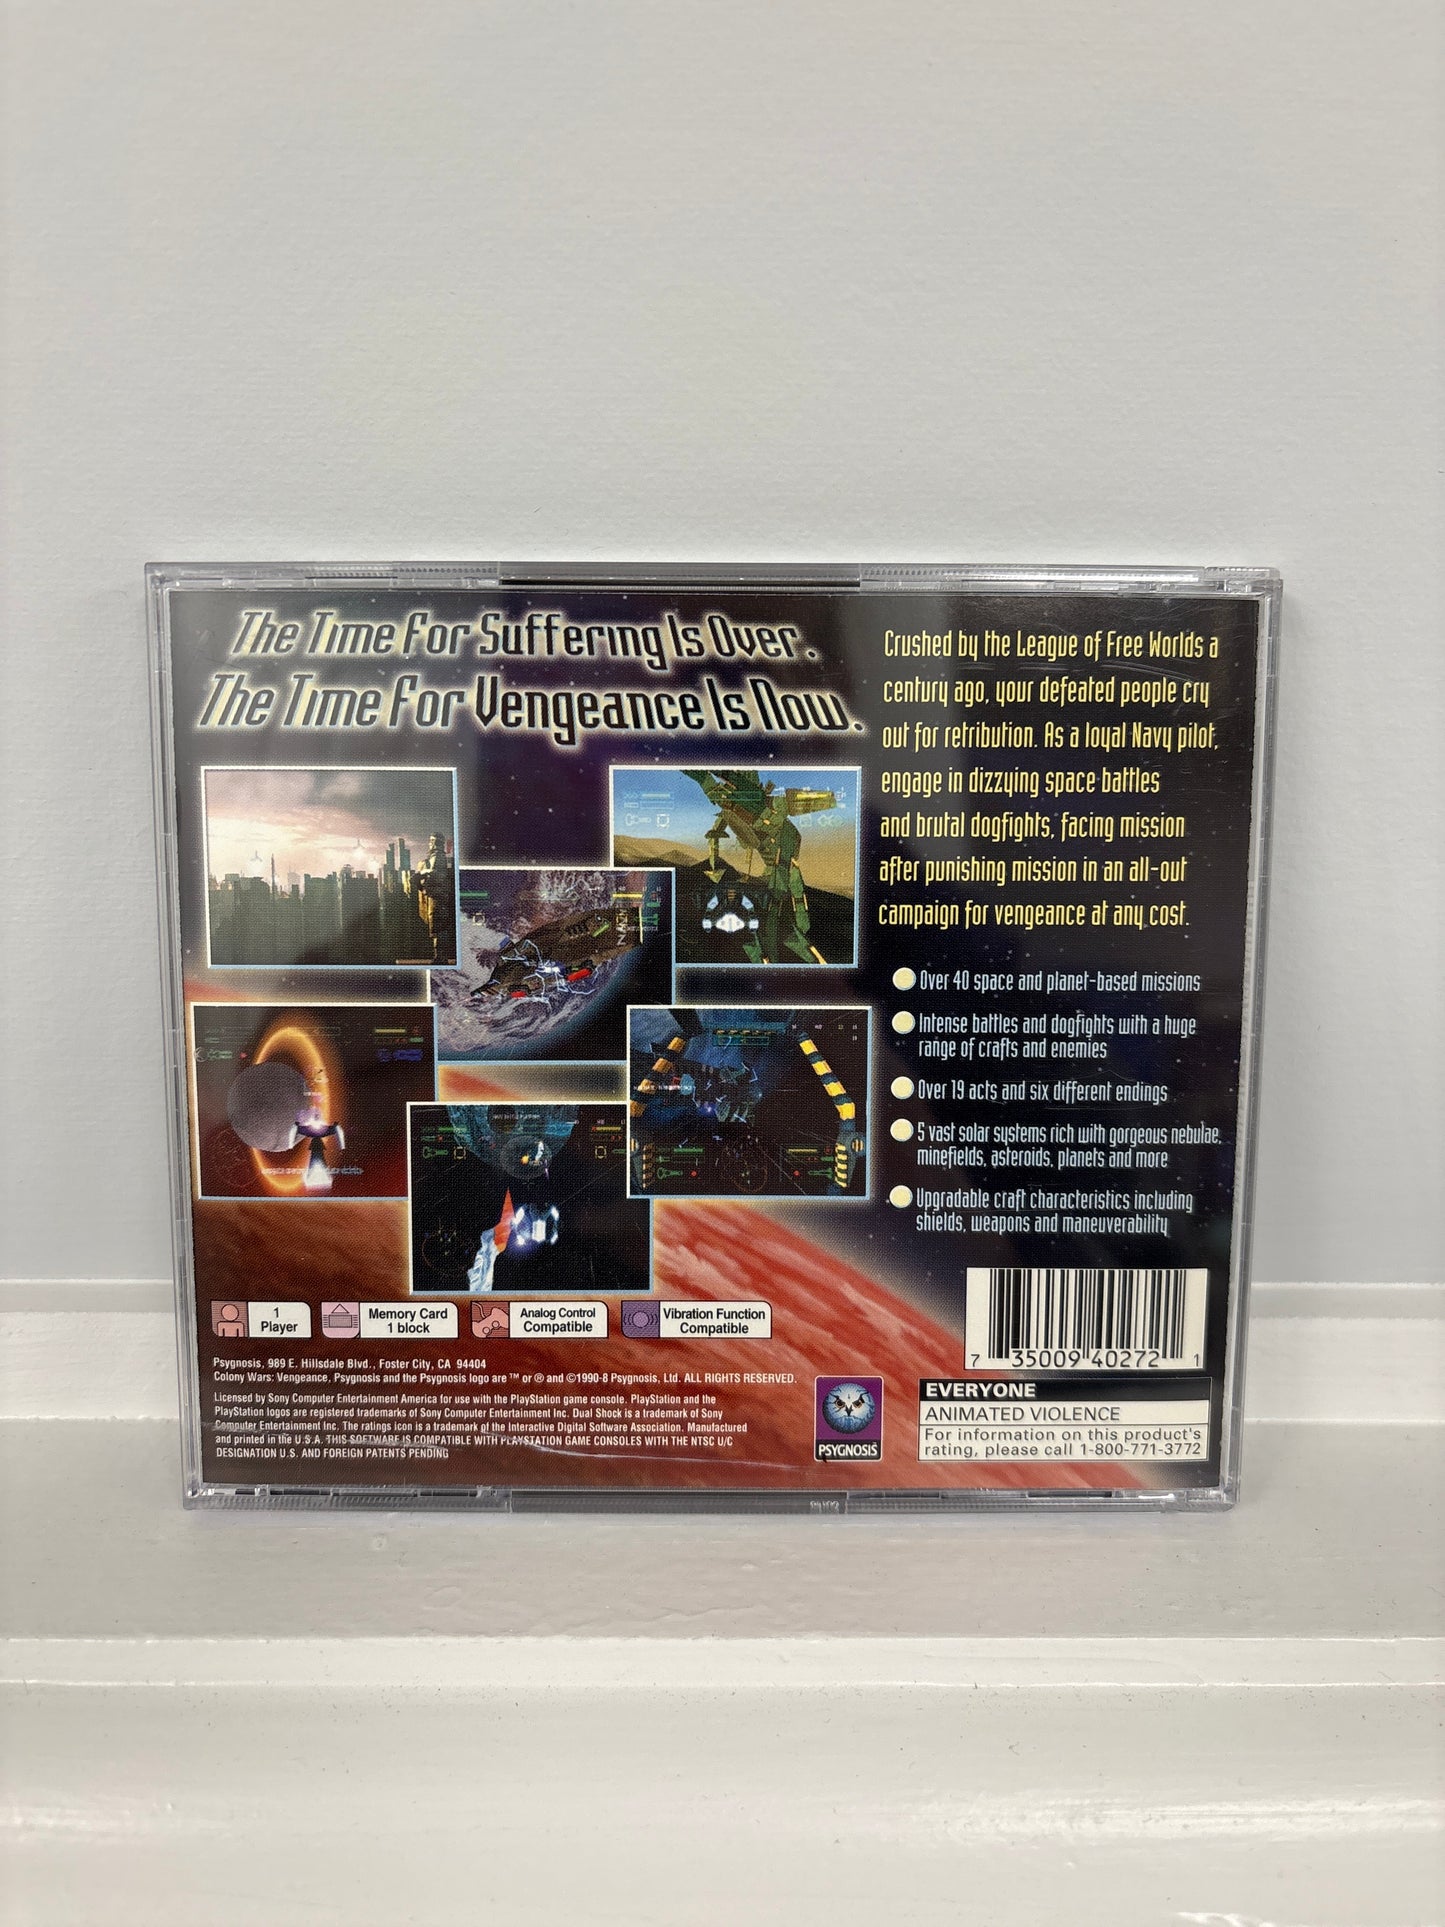 The Time For Suffering Is Over.
The Time For Vengeance Is Now.
Crushed by the League of Free Worlds a
century ago, your defeated people cry
out for retribution. As a loyal Navy pilot,
engage in dizzying space battles
and brutal dogfights, facing mission
after punishing mission in an all-out
campaign for vengeance at any cost.
Over 40 space and planet-based missions
Intense battles and dogfights with a huge
range of crafts and enemies
Over 19 acts and six different endings
5 vast solar systems rich with gorgeous nebulae,
minefields, asteroids, planets and more
Upgradable craft characteristics including
shields, weapons and maneuverability
1
Player
Memory Card
1 block
Analog Control
Compatible
Vibration Function
Compatible
Psygnosis, 989 E. Hillsdale Blvd., Foster City, CA 94404
Colony Wars: Vengeance, Psygnosis and the Psygnosis logo are ™ or ® and ©1990-8 Psygnosis, Ltd. ALL RIGHTS RESERVED.
Licensed by Sony Computer Entertainment America for use with the PlayStation game console. PlayStation and the
PlayStation logos are registered trademarks of Sony Computer Entertainment Inc. Dual Shock is a trademark of Sony
Computer Entertainment Inc. The ratings icon is a trademark of the Interactive Digital Software Association. Manufactured
and printed in the U.S.A. THIS SOFTWARE IS COMPATIBLE WITH PLAYSTATION GAME CONSOLES WITH THE NTSC U/C
DESIGNATION U.S. AND FOREIGN PATENTS PENDING
PSYGNOSIS
7 35009 40272 1
EVERYONE
ANIMATED VIOLENCE
For information on this product's
rating, please call 1-800-771-3772